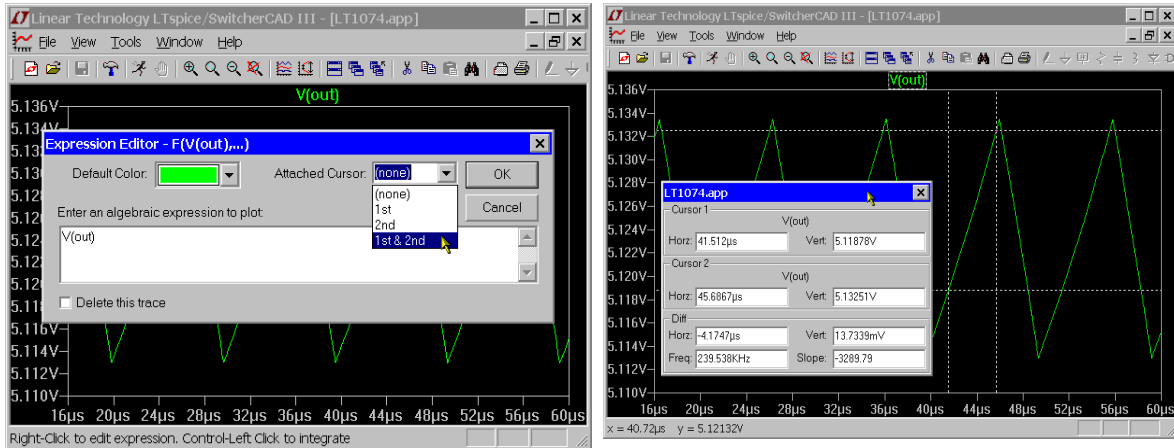 Linear Technology LTspice/SwitcherCAD III - [LT1074.app]
File View Tools Window Help
V(out)
5.136V
5.134V
Expression Editor - F(V(out),...)
Default Color:
Attached Cursor:
(none)
OK
(none)
1st
2nd
1st & 2nd
Cancel
Enter an algebraic expression to plot:
V(out)
Delete this trace
5.116V
5.114V
5.112V
5.110V
16µs 20µs 24µs 28µs 32µs 36µs 40µs 44µs 48µs 52µs 56µs 60µs
Right-Click to edit expression. Control-Left Click to integrate
Linear Technology LTspice/SwitcherCAD III - [LT1074.app]
File View Tools Window Help
V(out)
5.136V
5.134V
5.132V
5.130V
5.128V
5.126V
5.124V
5.122V
5.120V
5.118V
5.116V
5.114V
5.112V
5.110V
LT1074.app
Cursor 1
V(out)
Horz: 41.512µs Vert: 5.11878V
Cursor 2
V(out)
Horz: 45.6867µs Vert: 5.13251V
Diff
Horz: -4.1747µs Vert: 13.7339mV
Freq: 239.538KHz Slope: -3289.79
16µs 20µs 24µs 28µs 32µs 36µs 40µs 44µs 48µs 52µs 56µs 60µs
x = 40.72µs y = 5.12132V